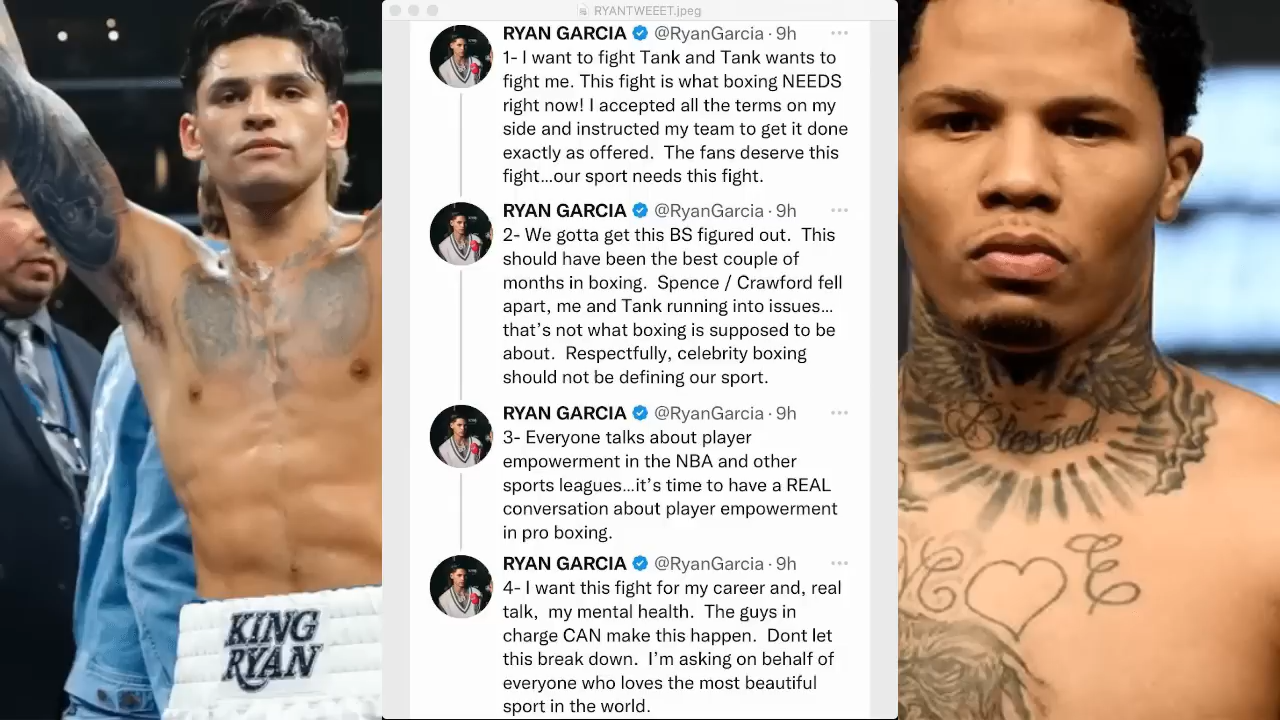 RYANTWEEET.jpeg
RYAN GARCIA @RyanGarcia · 9h
1- I want to fight Tank and Tank wants to
fight me. This fight is what boxing NEEDS
right now! I accepted all the terms on my
side and instructed my team to get it done
exactly as offered.  The fans deserve this
fight...our sport needs this fight.
RYAN GARCIA @RyanGarcia · 9h
2- We gotta get this BS figured out.  This
should have been the best couple of
months in boxing.  Spence / Crawford fell
apart, me and Tank running into issues...
that's not what boxing is supposed to be
about.  Respectfully, celebrity boxing
should not be defining our sport.
RYAN GARCIA @RyanGarcia · 9h
3- Everyone talks about player
empowerment in the NBA and other
sports leagues...it's time to have a REAL
conversation about player empowerment
in pro boxing.
RYAN GARCIA @RyanGarcia · 9h
4- I want this fight for my career and, real
talk,  my mental health.  The guys in
charge CAN make this happen.  Dont let
this break down.  I'm asking on behalf of
everyone who loves the most beautiful
sport in the world.
KING
RYAN
Blessed